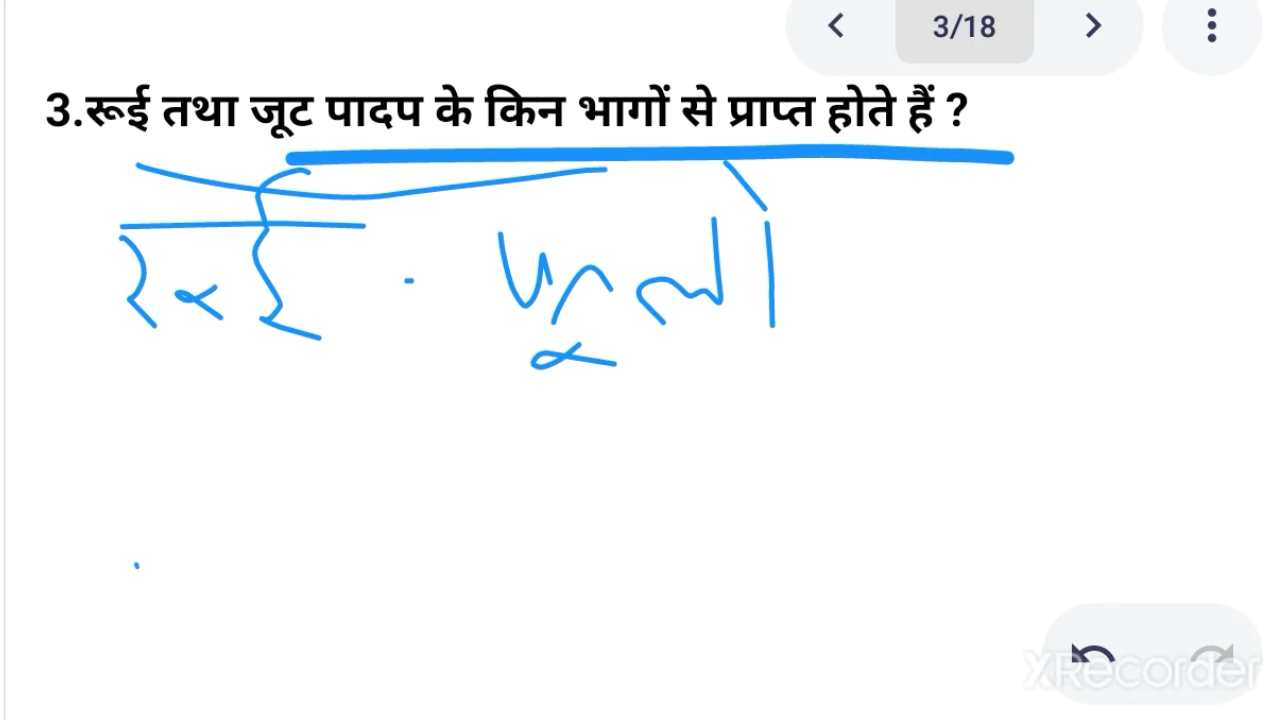 3/18
3.रूई तथा जूट पादप के किन भागों से प्राप्त होते हैं ?
रूई - फूलों
XRecorder